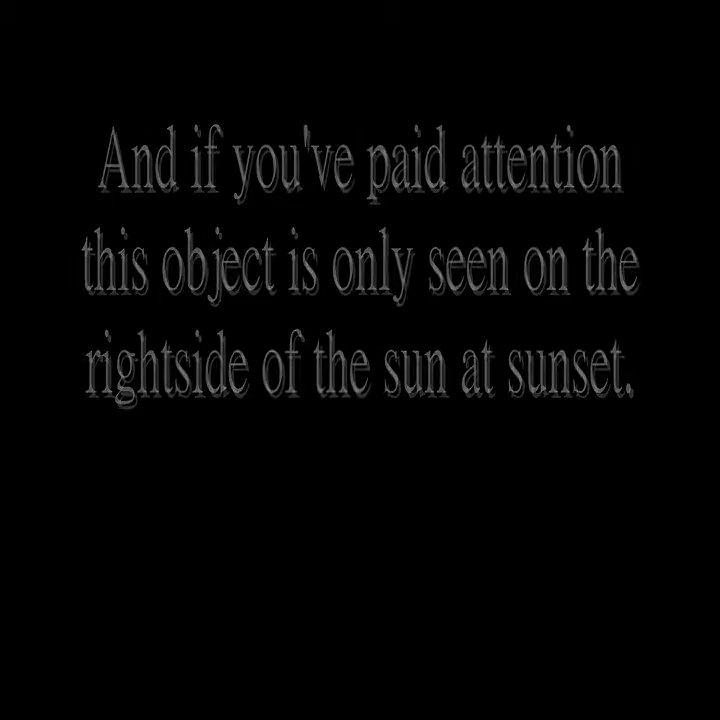 And if you've paid attention
this object is only seen on the
rightside of the sun at sunset.